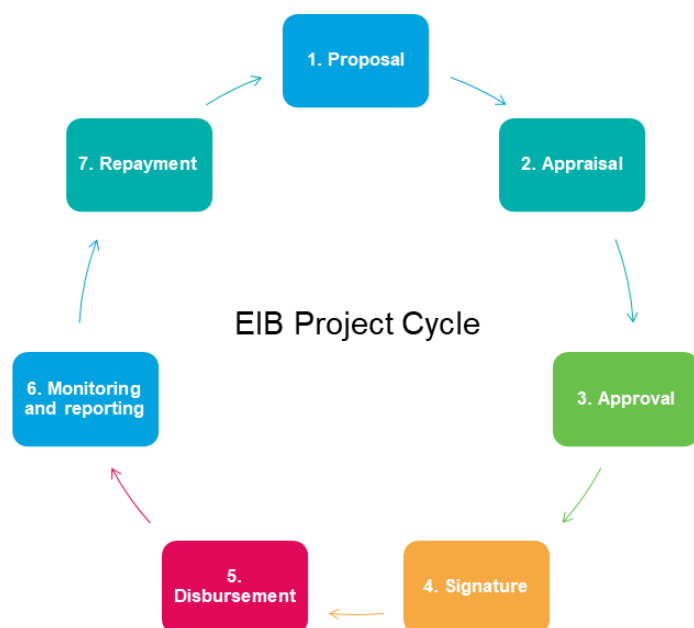 1. Proposal
2. Appraisal
3. Approval
4. Signature
5.
Disbursement
6. Monitoring
and reporting
7. Repayment
EIB Project Cycle